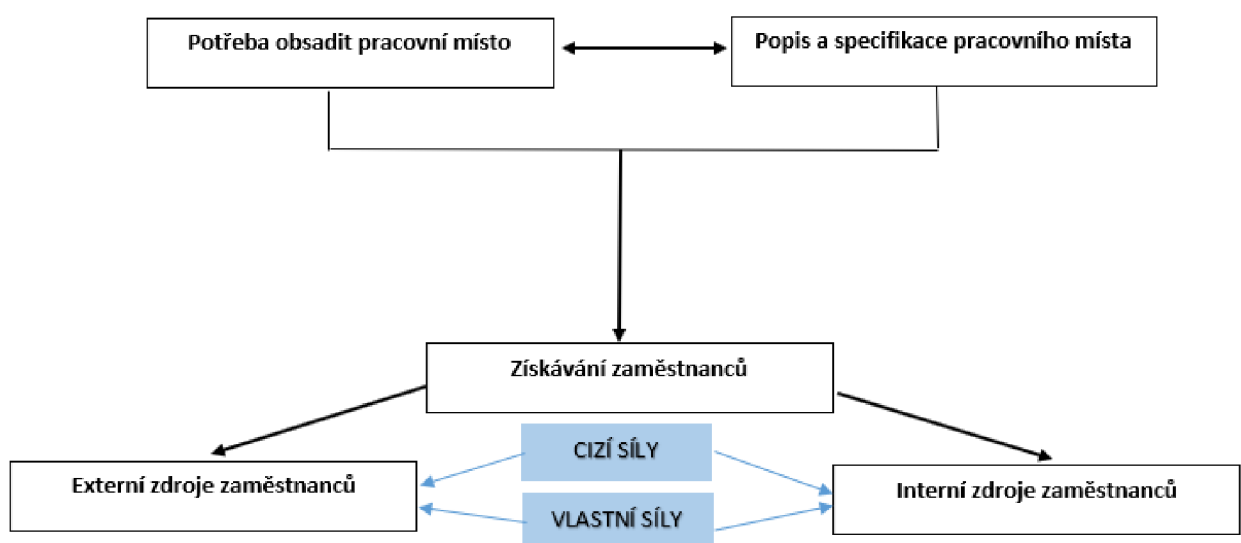 Potřeba obsadit pracovní místo
Popis a specifikace pracovního místa
Získávání zaměstnanců
CIZÍ SÍLY
Externí zdroje zaměstnanců
Interní zdroje zaměstnanců
VLASTNÍ SÍLY